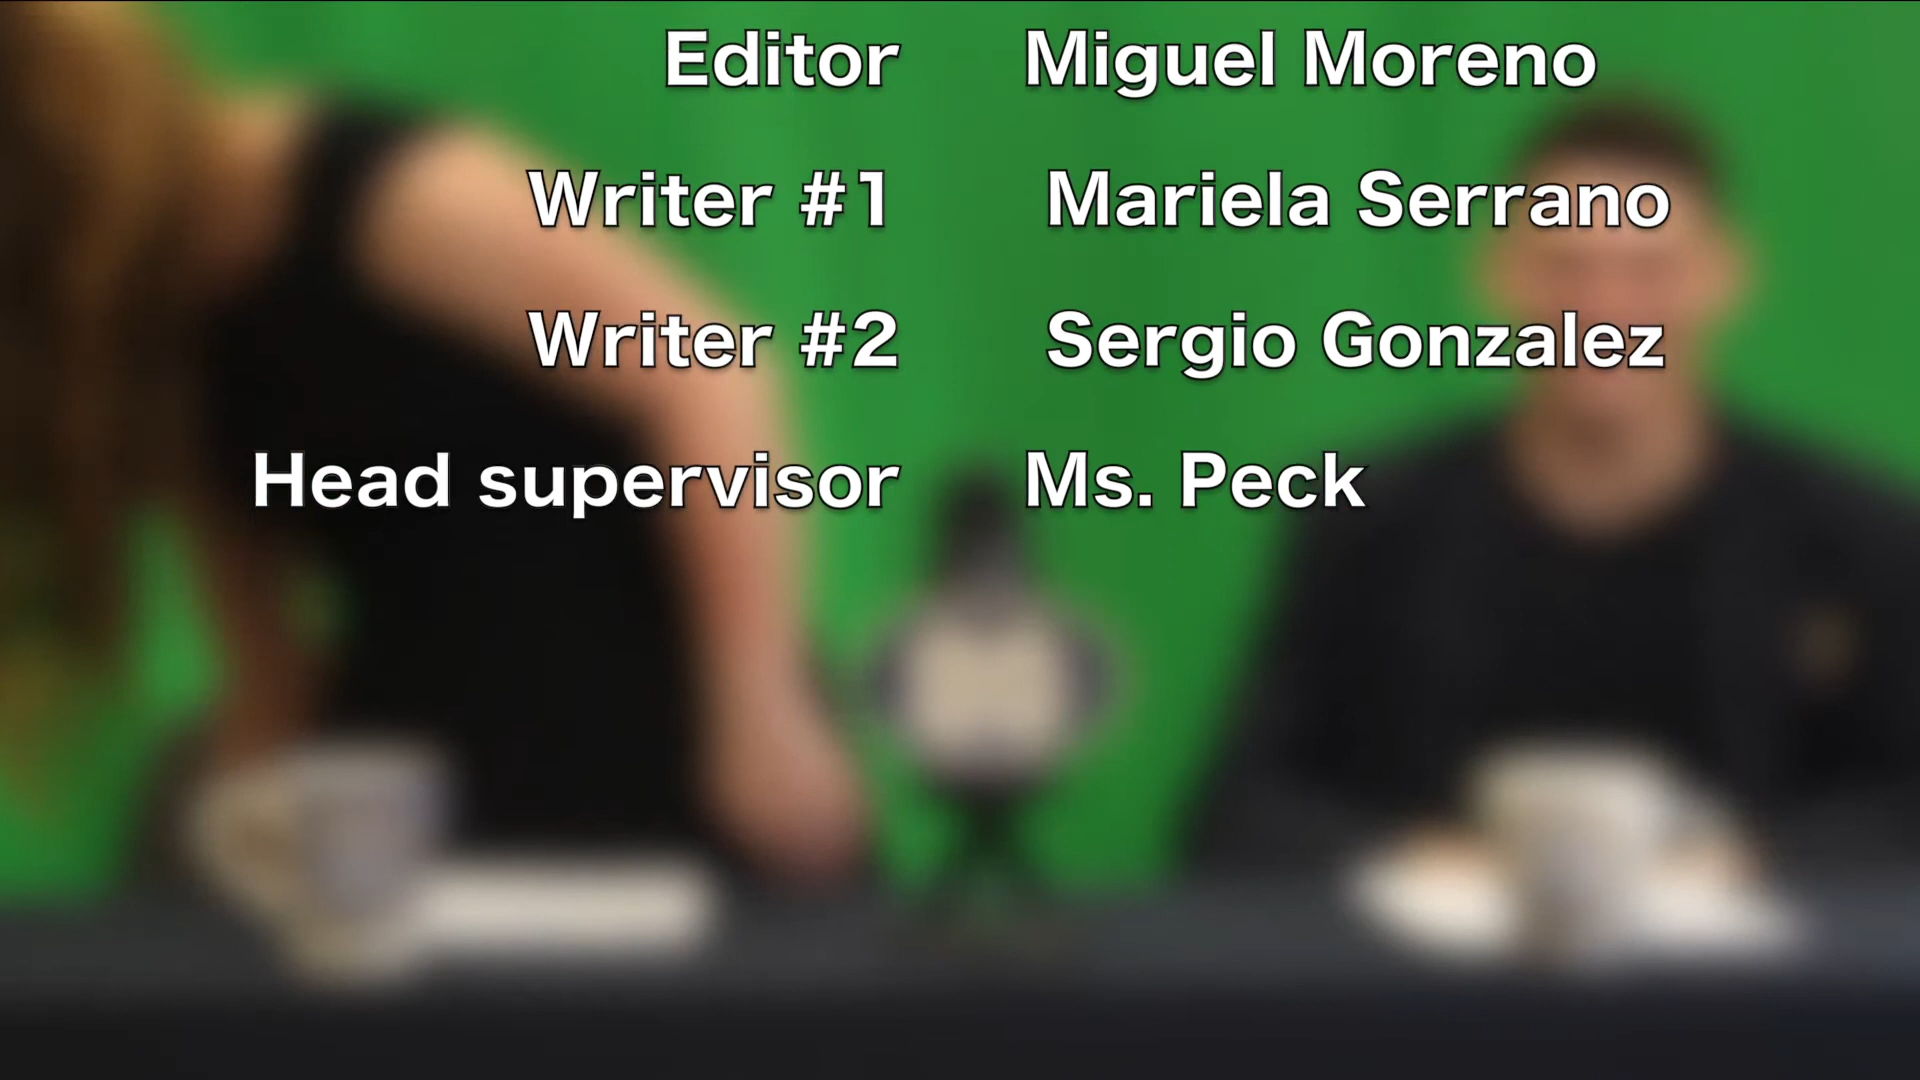 Editor Miguel Moreno
Writer #1 Mariela Serrano
Writer #2 Sergio Gonzalez
Head supervisor Ms. Peck